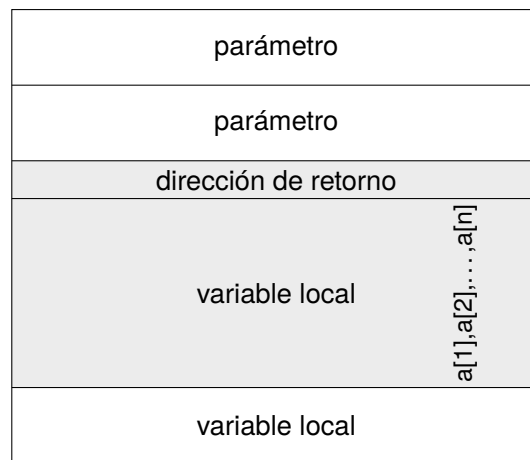 parámetro
parámetro
dirección de retorno
variable local
a[1],a[2],...,a[n]
variable local